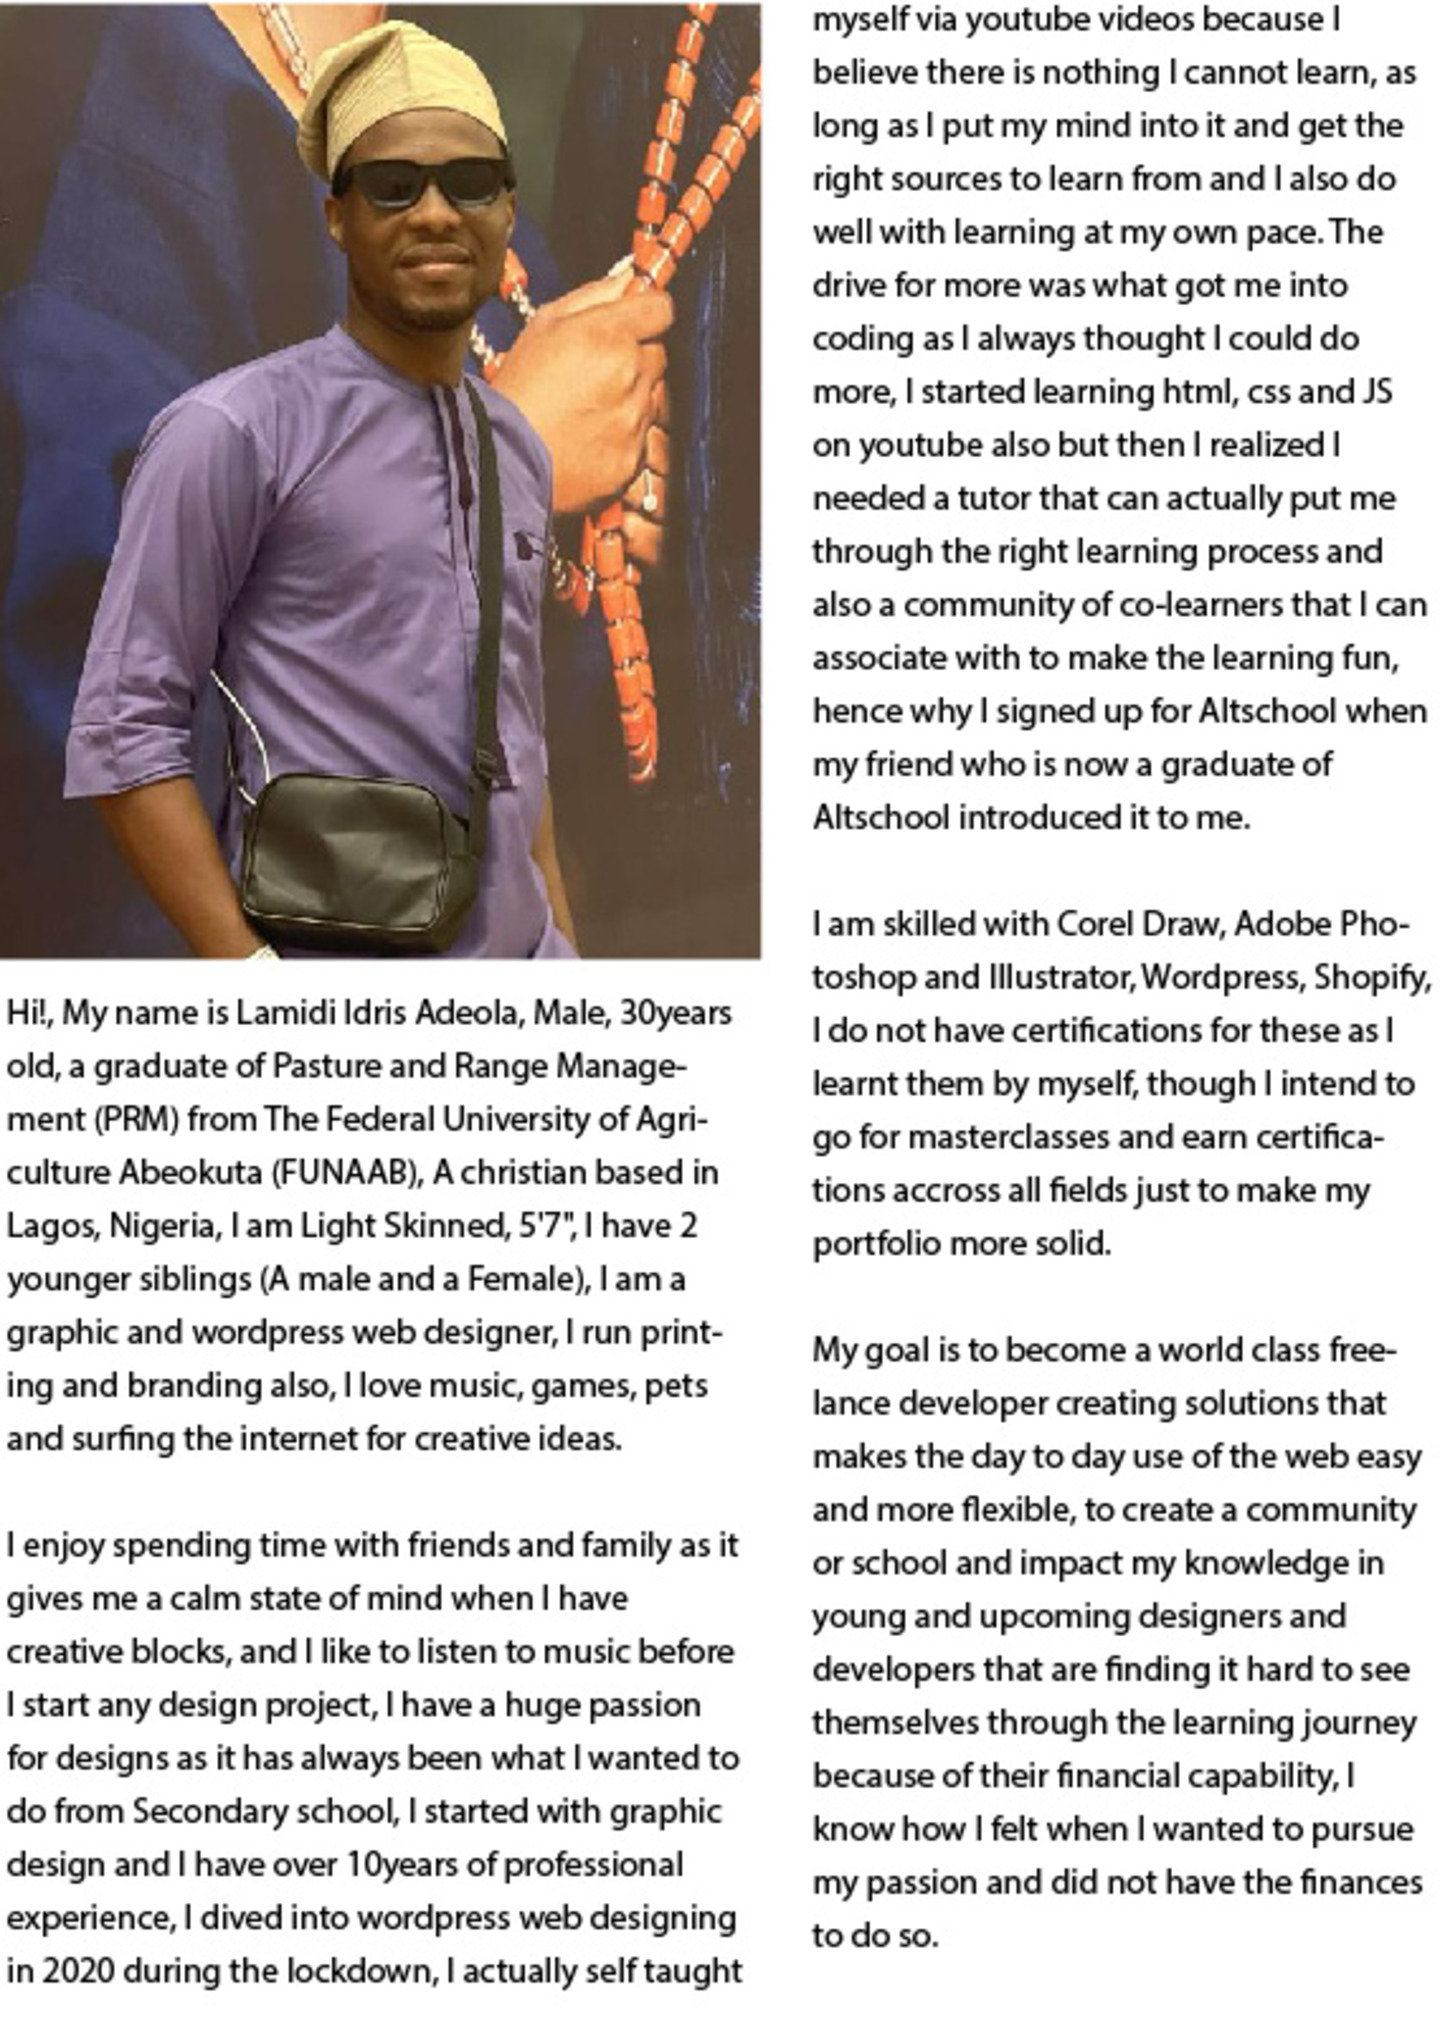 Hi!, My name is Lamidi Idris Adeola, Male, 30years
old, a graduate of Pasture and Range Manage-
ment (PRM) from The Federal University of Agri-
culture Abeokuta (FUNAAB), A christian based in
Lagos, Nigeria, I am Light Skinned, 5'7", I have 2
younger siblings (A male and a Female), I am a
graphic and wordpress web designer, I run print-
ing and branding also, I love music, games, pets
and surfing the internet for creative ideas.
I enjoy spending time with friends and family as it
gives me a calm state of mind when I have
creative blocks, and I like to listen to music before
I start any design project, I have a huge passion
for designs as it has always been what I wanted to
do from Secondary school, I started with graphic
design and I have over 10years of professional
experience, I dived into wordpress web designing
in 2020 during the lockdown, I actually self taught
myself via youtube videos because I
believe there is nothing I cannot learn, as
long as I put my mind into it and get the
right sources to learn from and I also do
well with learning at my own pace. The
drive for more was what got me into
coding as I always thought I could do
more, I started learning html, css and JS
on youtube also but then I realized I
needed a tutor that can actually put me
through the right learning process and
also a community of co-learners that I can
associate with to make the learning fun,
hence why I signed up for Altschool when
my friend who is now a graduate of
Altschool introduced it to me.
I am skilled with Corel Draw, Adobe Pho-
toshop and Illustrator, Wordpress, Shopify,
I do not have certifications for these as I
learnt them by myself, though I intend to
go for masterclasses and earn certifica-
tions accross all fields just to make my
portfolio more solid.
My goal is to become a world class free-
lance developer creating solutions that
makes the day to day use of the web easy
and more flexible, to create a community
or school and impact my knowledge in
young and upcoming designers and
developers that are finding it hard to see
themselves through the learning journey
because of their financial capability, I
know how I felt when I wanted to pursue
my passion and did not have the finances
to do so.